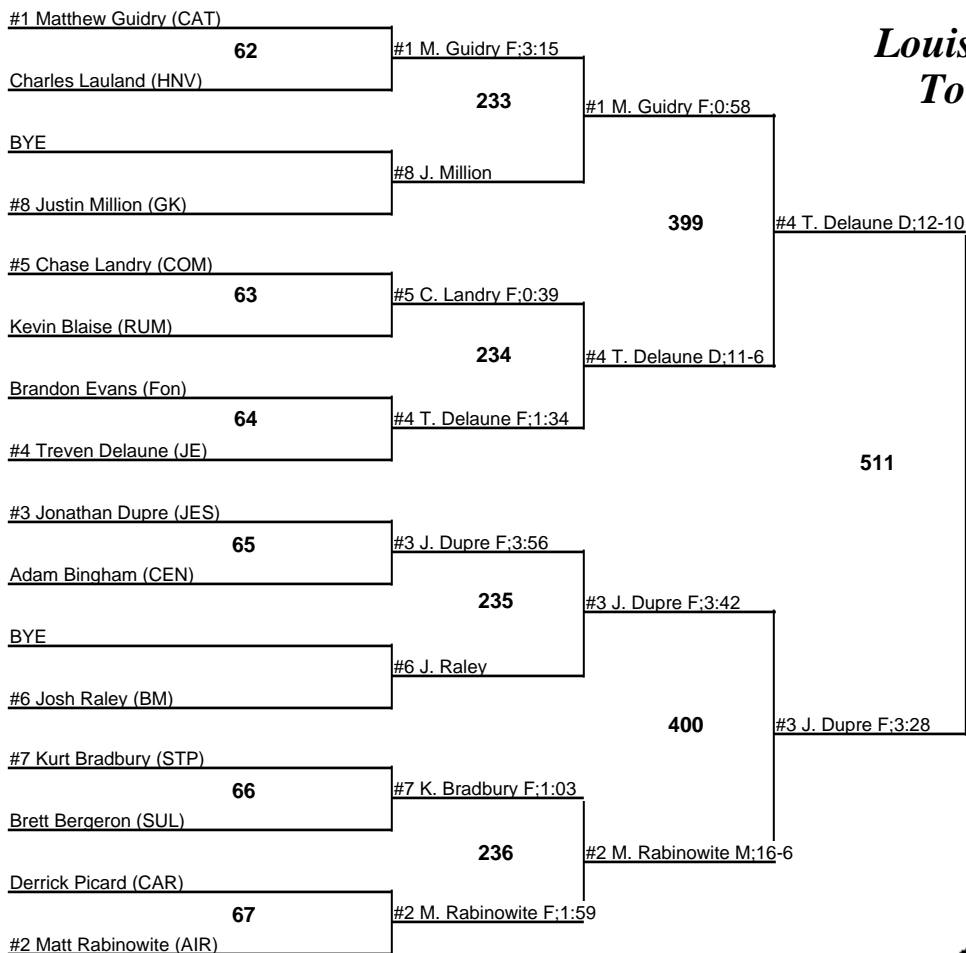 #1 Matthew Guidry (CAT)
62
Charles Lauland (HNV)
#1 M. Guidry F;3:15
233
BYE
#8 J. Million
#8 Justin Million (GK)
#1 M. Guidry F;0:58
399
#5 Chase Landry (COM)
63
Kevin Blaise (RUM)
#5 C. Landry F;0:39
234
Brandon Evans (Fon)
64
#4 Treven Delaune (JE)
#4 T. Delaune F;1:34
#4 T. Delaune D;11-6
#4 T. Delaune D;12-10
511
#3 Jonathan Dupre (JES)
65
Adam Bingham (CEN)
#3 J. Dupre F;3:56
235
BYE
#6 J. Raley
#6 Josh Raley (BM)
#3 J. Dupre F;3:42
400
#7 Kurt Bradbury (STP)
66
Brett Bergeron (SUL)
#7 K. Bradbury F;1:03
236
Derrick Picard (CAR)
67
#2 Matt Rabinowite (AIR)
#2 M. Rabinowite F;1:59
#2 M. Rabinowite M;16-6
#3 J. Dupre F;3:28
Louis
To